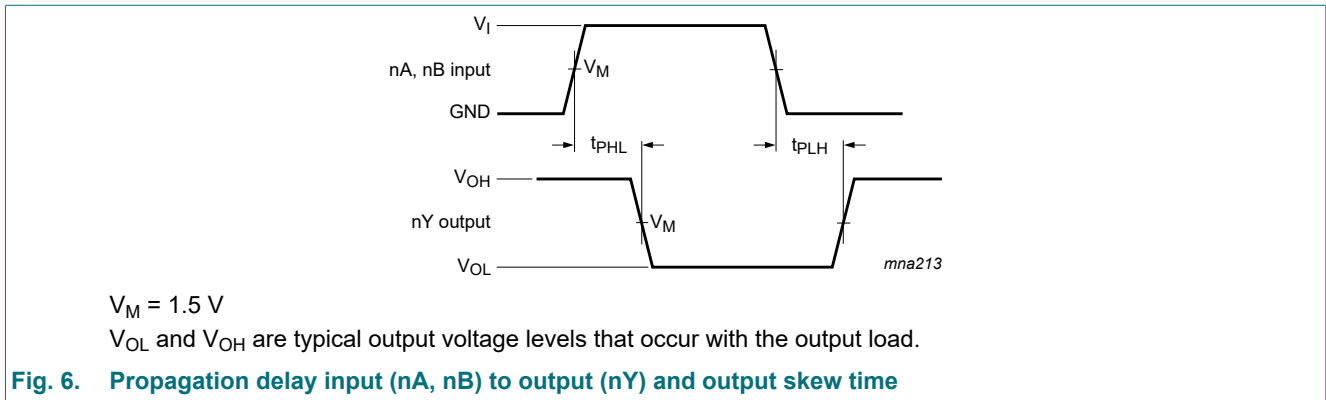 V_I
nA, nB input
V_M
GND
t_PHL
t_PLH
V_OH
nY output
V_M
V_OL
mna213
V_M = 1.5 V
V_OL and V_OH are typical output voltage levels that occur with the output load.
Fig. 6. Propagation delay input (nA, nB) to output (nY) and output skew time